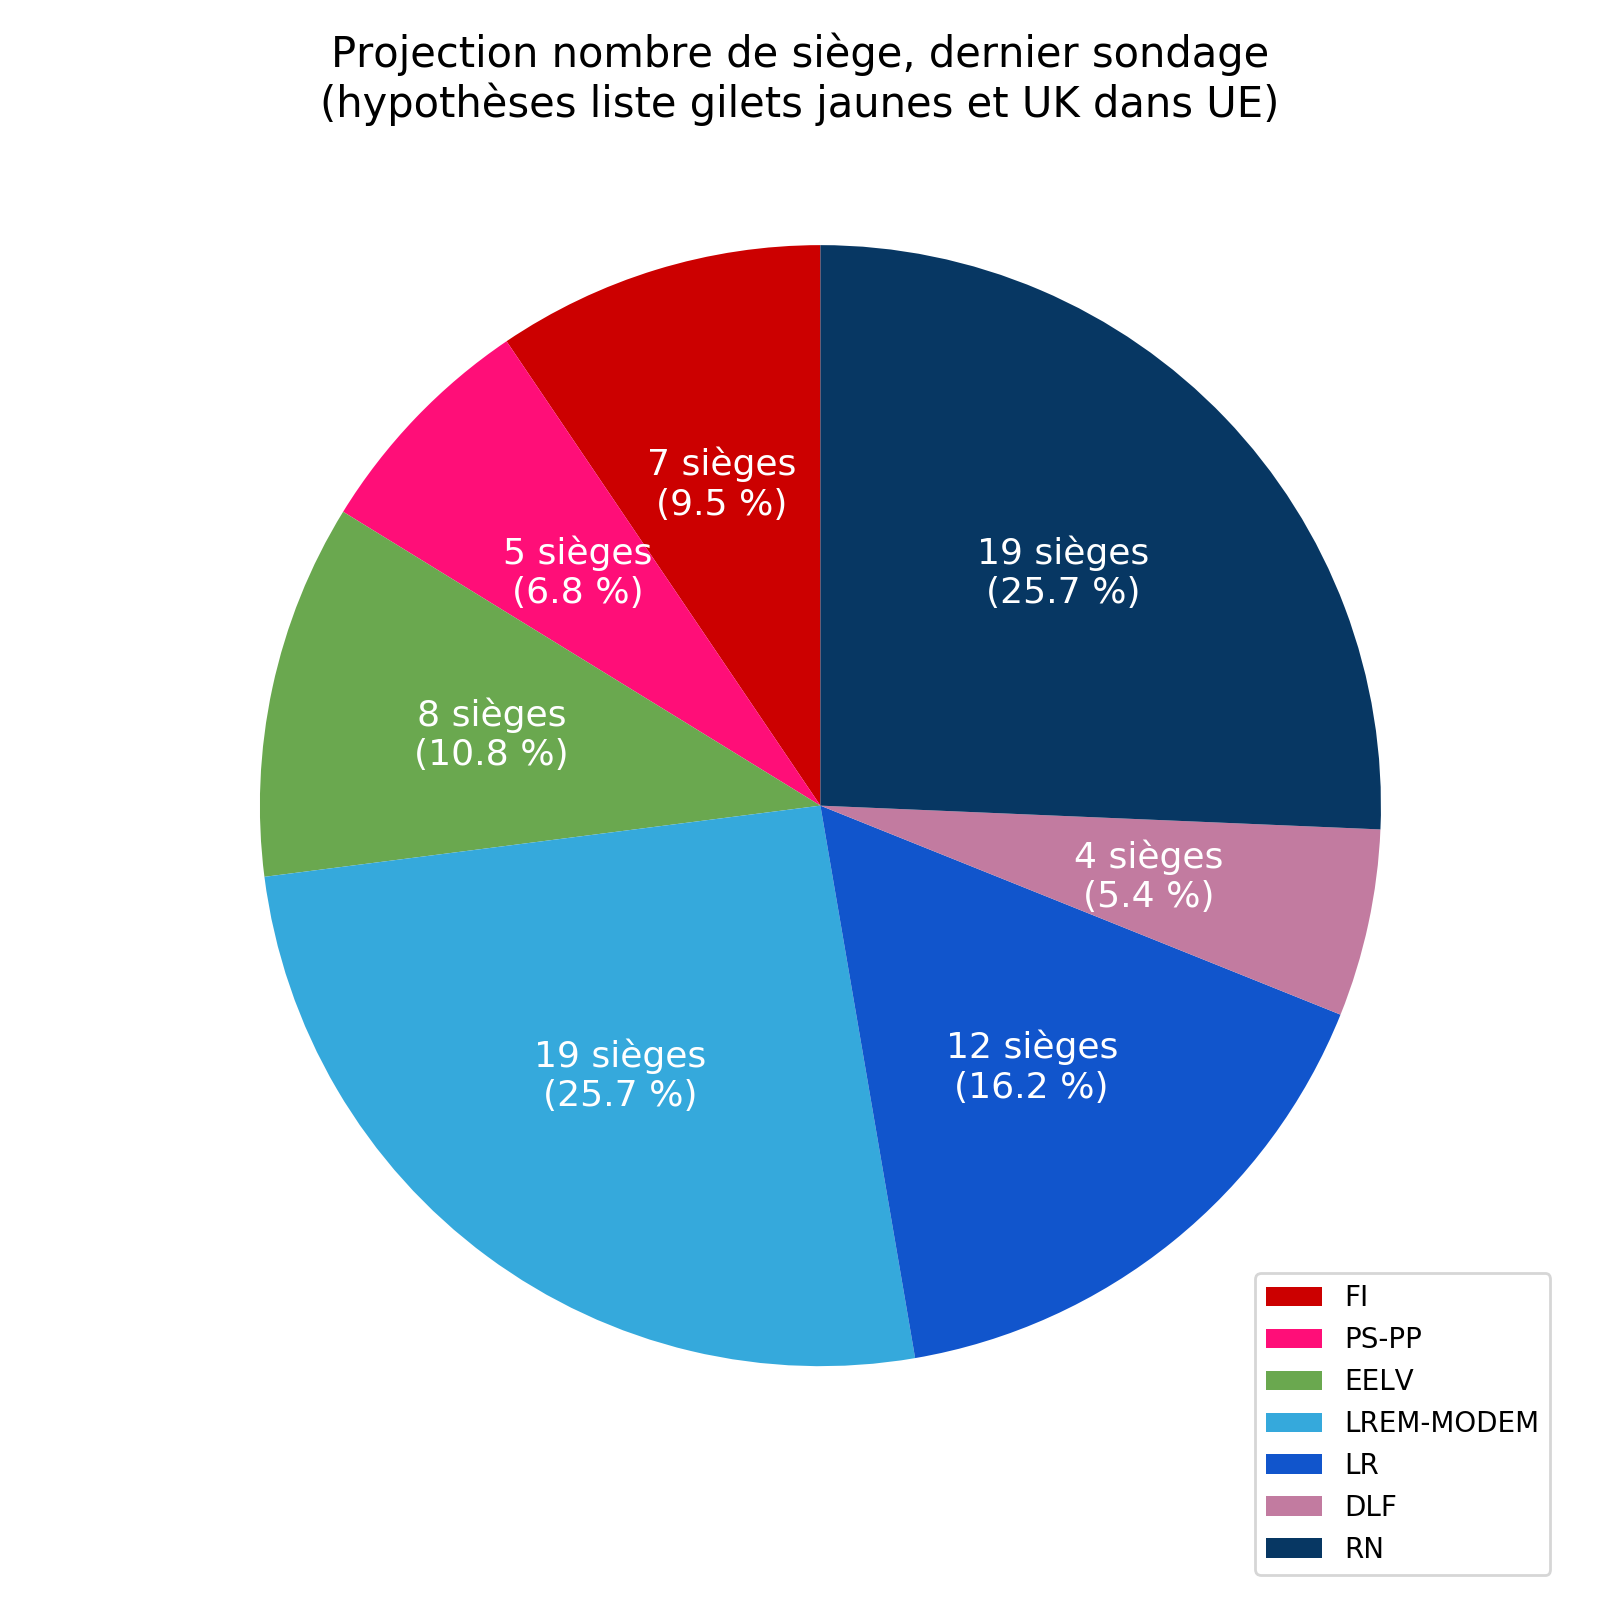 Projection nombre de siège, dernier sondage
(hypothèses liste gilets jaunes et UK dans UE)
7 sièges
(9.5 %)
19 sièges
(25.7 %)
5 sièges
(6.8 %)
8 sièges
(10.8 %)
4 sièges
(5.4 %)
12 sièges
(16.2 %)
19 sièges
(25.7 %)
FI
PS-PP
EELV
LREM-MODEM
LR
DLF
RN